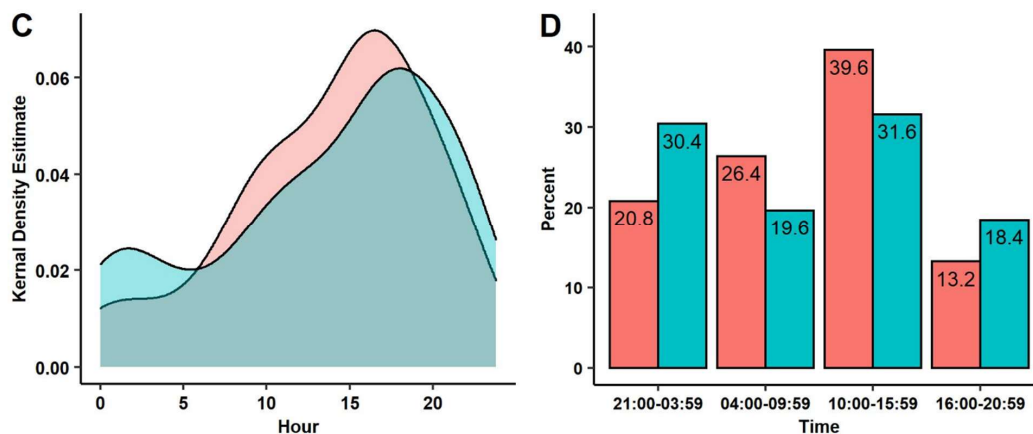 C
Kernal Density Esitimate
0.06
0.04
0.02
0.00
0 5 10 15 20
Hour
D
Percent
40
30
20
10
0
20.8 30.4
26.4 19.6
39.6 31.6
13.2 18.4
21:00-03:59 04:00-09:59 10:00-15:59 16:00-20:59
Time